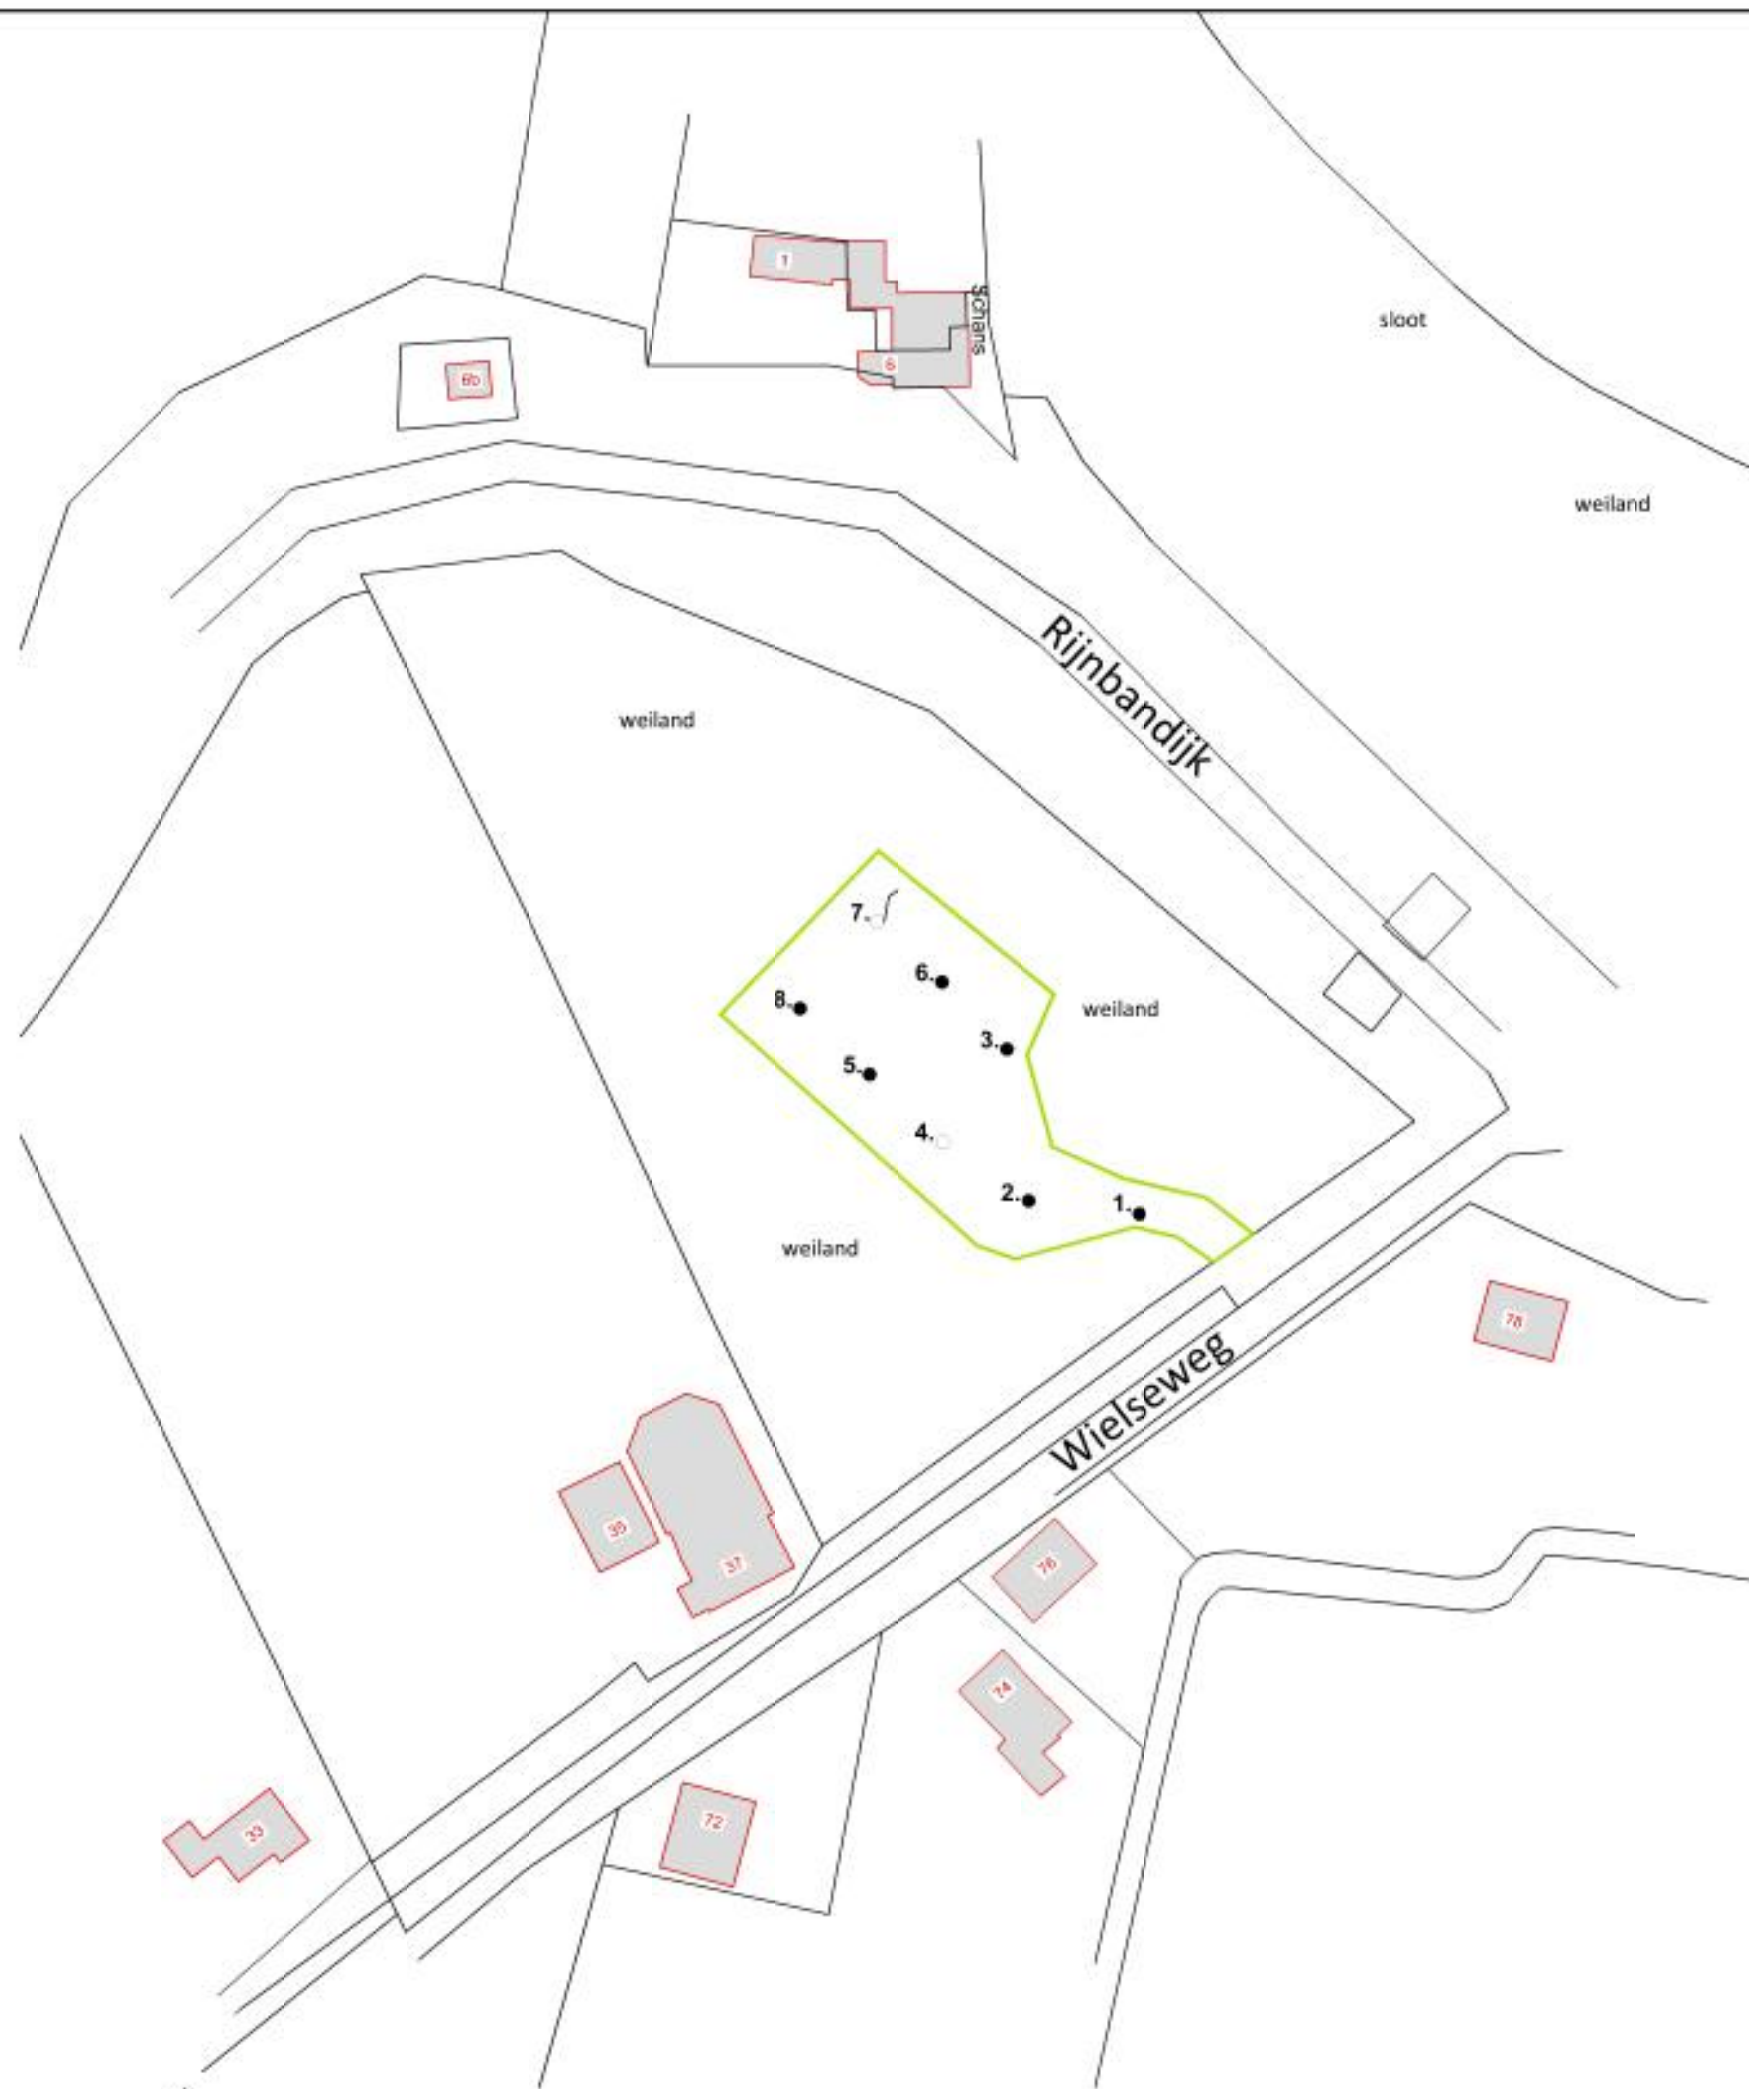 1
Schans
sloot
6
6b
weiland
Rijnbandijk
weiland
7.
6.
8.
weiland
3.
5.
4.
2.
1.
weiland
78
Wielseweg
35
37
76
74
72
33